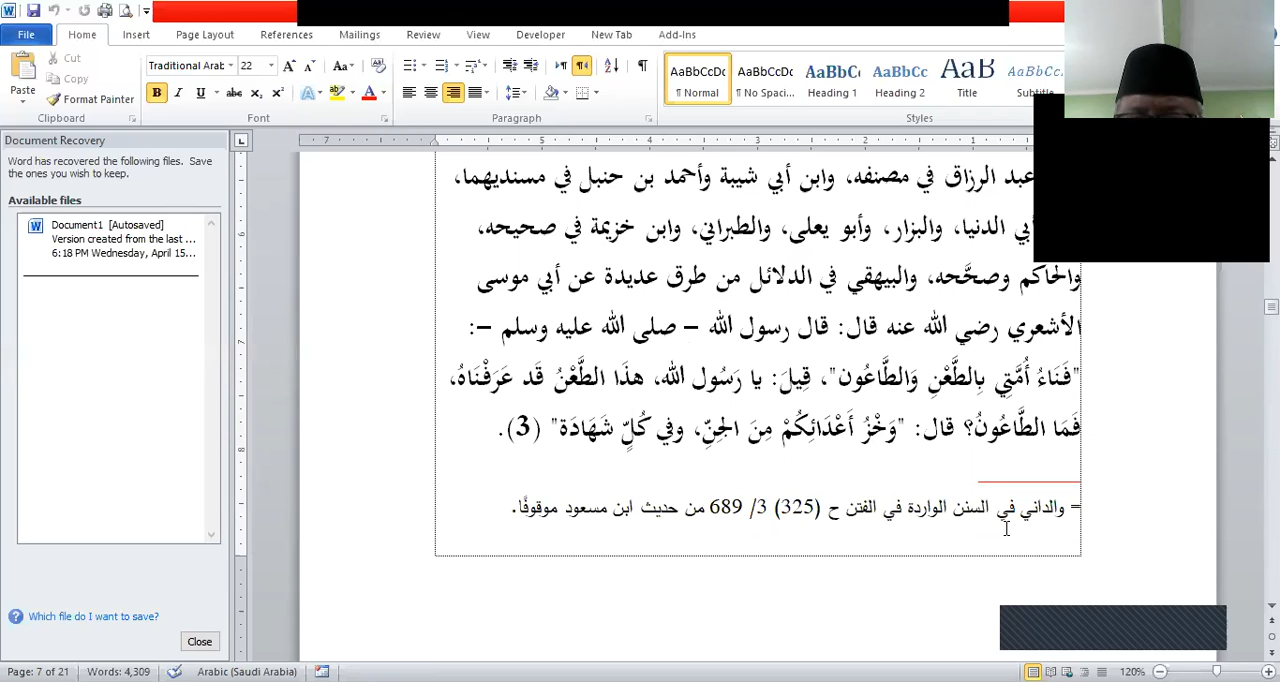 File Home Insert Page Layout References Mailings Review View Developer New Tab Add-Ins
Cut
Copy
Paste
Format Painter
Traditional Arab 22
Clipboard Font Paragraph Styles
AaBbCcDc AaBbCcDc AaBbCc AaBbCc AaB AaBbCcD
¶ Normal ¶ No Spaci... Heading 1 Heading 2 Title Subtitle
Document Recovery
Word has recovered the following files. Save
the ones you wish to keep.
Available files
Document1 [Autosaved]
Version created from the last ...
6:18 PM Wednesday, April 15...
Which file do I want to save?
Close
عبد الرزاق في مصنفه، وابن أبي شيبة وأحمد بن حنبل في مسنديهما،
أبي الدنيا، والبزار، وأبو يعلى، والطبراني، وابن خزيمة في صحيحه،
والحاكم وصحَّحه، والبيهقي في الدلائل من طرق عديدة عن أبي موسى
الأشعري رضي الله عنه قال: قال رسول الله – صلى الله عليه وسلم –:
"فَنَاءُ أُمَّتِي بِالطَّعْنِ وَالطَّاعُون"، قِيلَ: يا رَسُول الله، هذَا الطَّعْنُ قَد عَرَفْنَاهُ،
فَمَا الطَّاعُونُ؟ قال: "وَخْزُ أَعْدَائِكُمْ مِنَ الجِنِّ، وفي كُلٍّ شَهَادَة" (3).
= والداني في السنن الواردة في الفتن ح (325) 3/ 689 من حديث ابن مسعود موقوفًا.
Page: 7 of 21 Words: 4,309 Arabic (Saudi Arabia) 120%